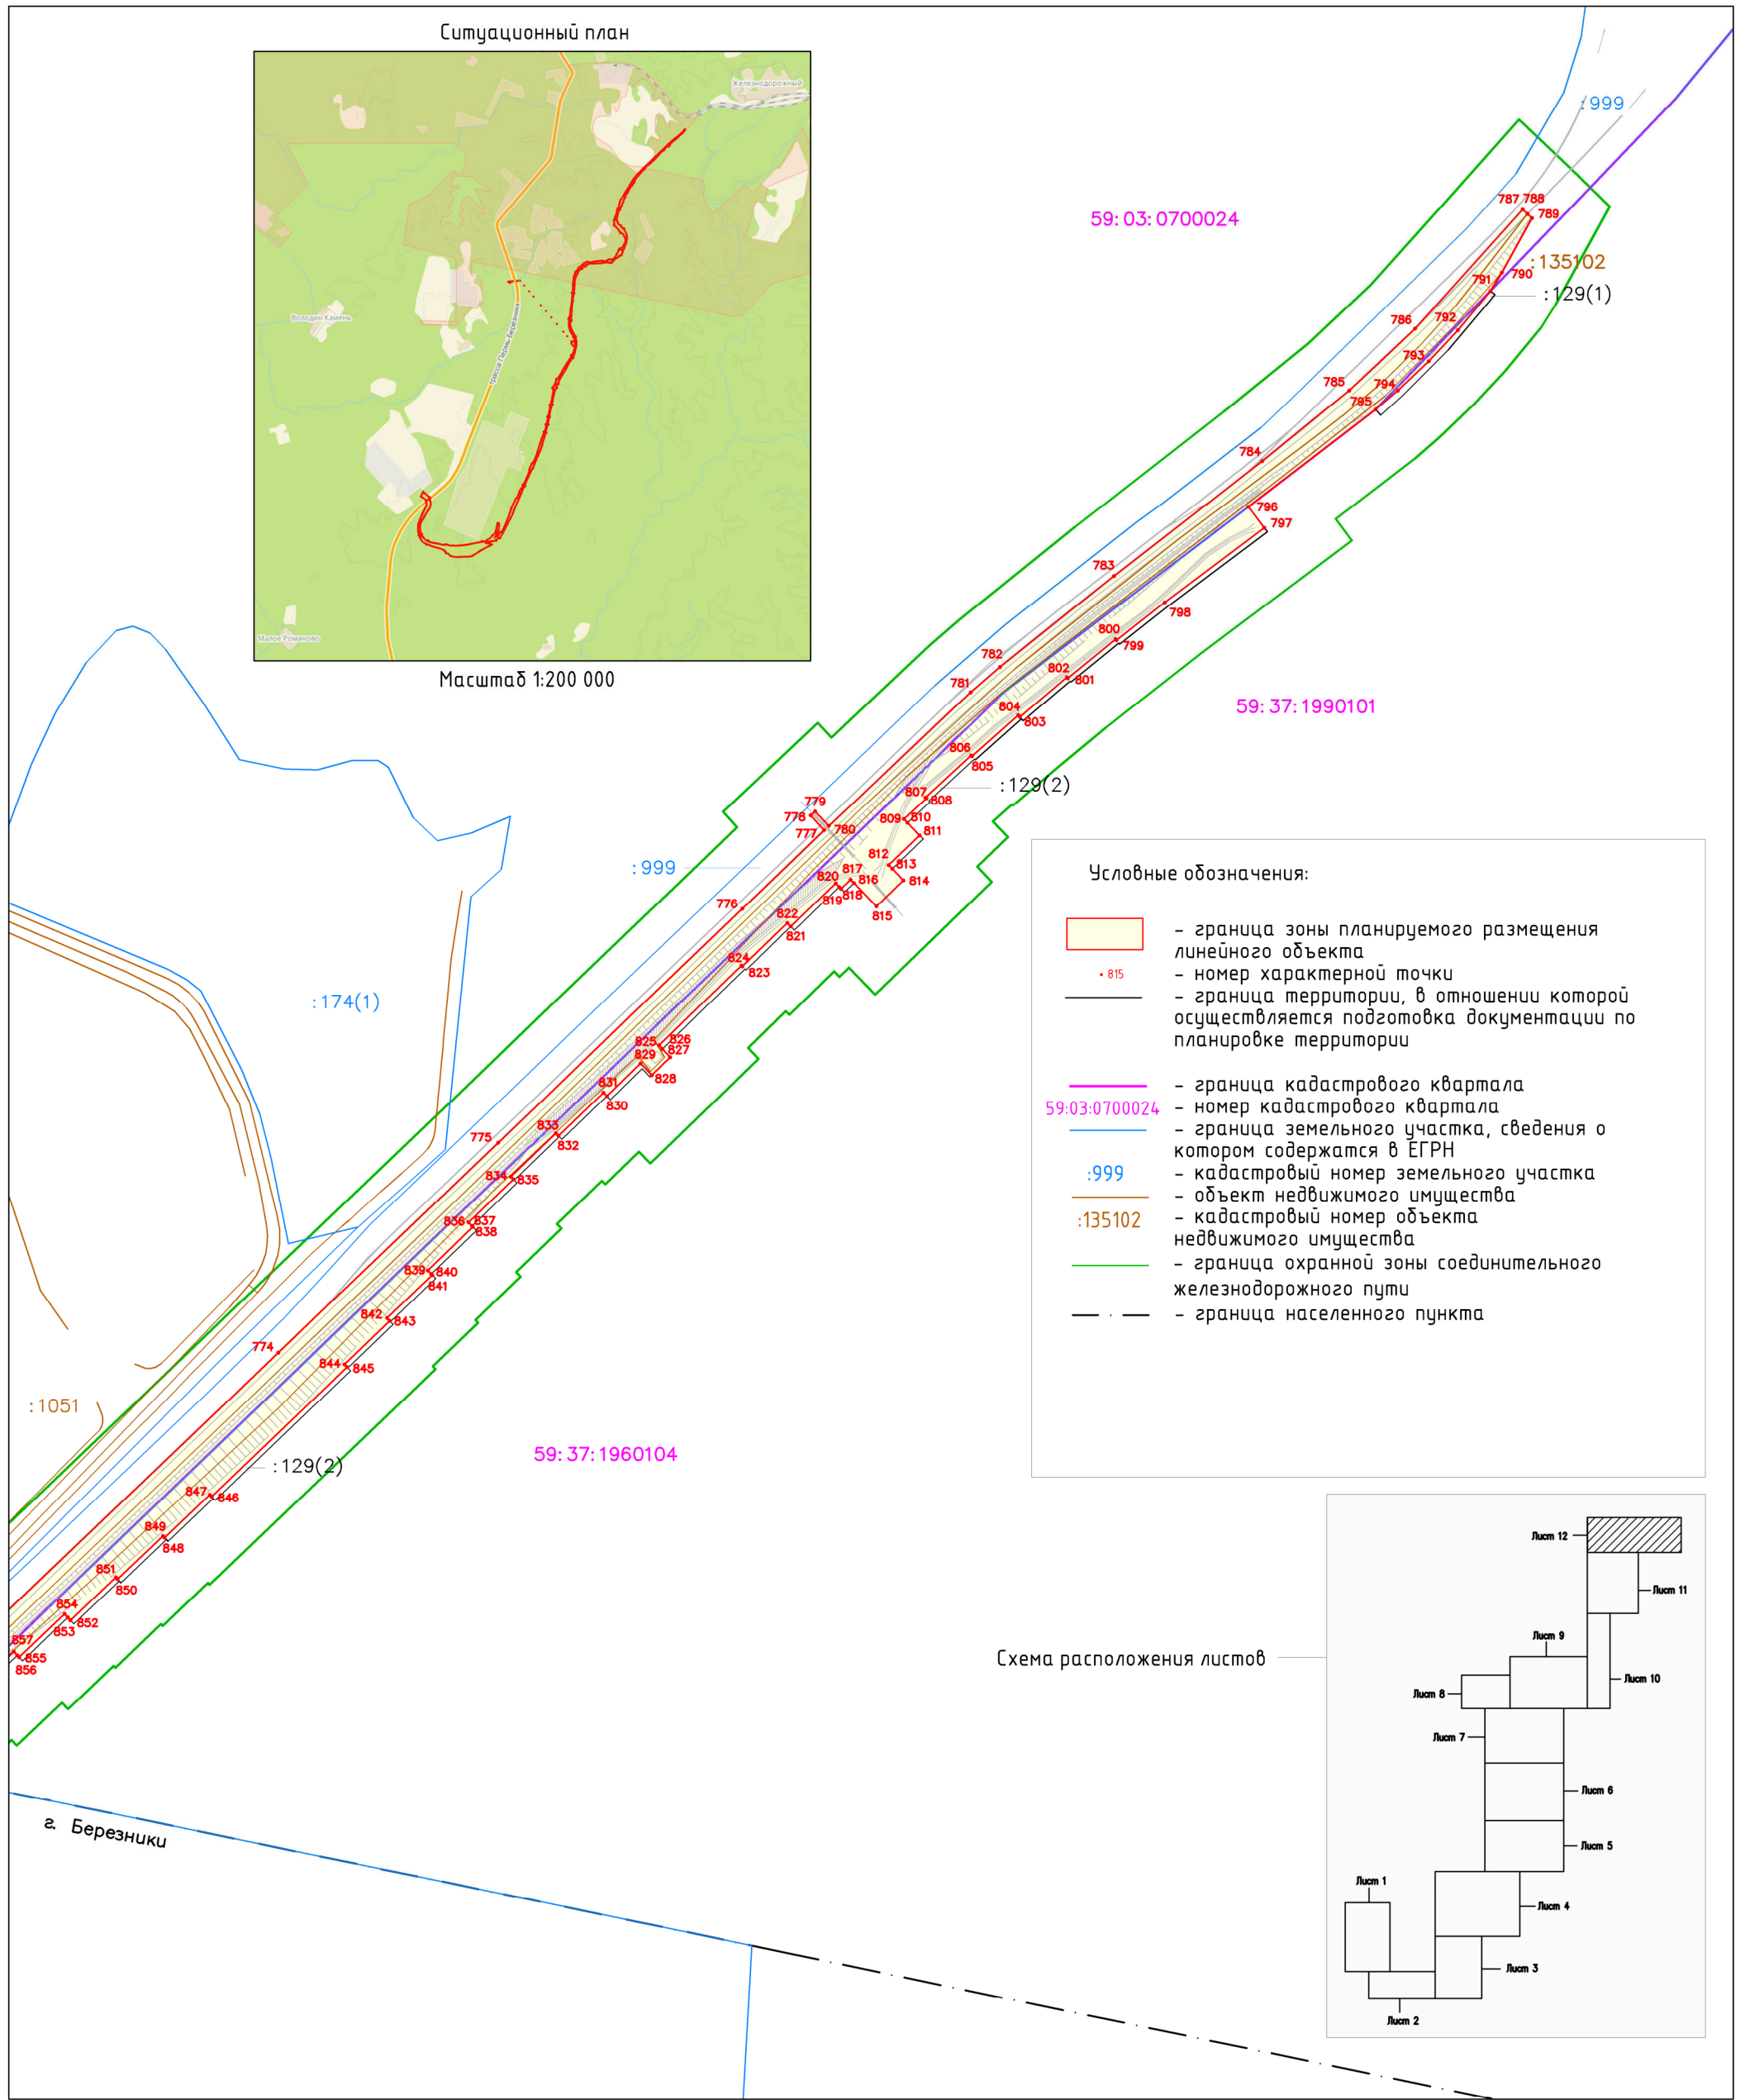 Ситуационный план
Железнодорожный
Володин Камень
трасса Пермь-Березники
Малое Романово
Масштаб 1:200 000
:999
59:03:0700024
787 788
789
:135102
791
790
:129(1)
786
792
793
785
794
795
784
796
797
783
798
800
799
782
802
801
59:37:1990101
781
804
803
806
805
:129(2)
807
808
779
778
809 810
777
780
811
812
813
:999
817
820
816
814
818
819
815
776
822
821
824
823
:174(1)
825
826
829
827
828
831
830
775
833
832
834
835
836
837
838
839
840
841
842
843
774
844
845
:1051
59:37:1960104
:129(2)
847
846
849
848
851
850
854
852
853
857
855
856
г. Березники
Условные обозначения:
- граница зоны планируемого размещения
линейного объекта
• 815
- номер характерной точки
- граница территории, в отношении которой
осуществляется подготовка документации по
планировке территории
- граница кадастрового квартала
59:03:0700024
- номер кадастрового квартала
- граница земельного участка, сведения о
котором содержатся в ЕГРН
:999
- кадастровый номер земельного участка
- объект недвижимого имущества
:135102
- кадастровый номер объекта
недвижимого имущества
- граница охранной зоны соединительного
железнодорожного пути
- граница населенного пункта
Схема расположения листов
Лист 12
Лист 11
Лист 9
Лист 10
Лист 8
Лист 7
Лист 6
Лист 5
Лист 1
Лист 4
Лист 3
Лист 2